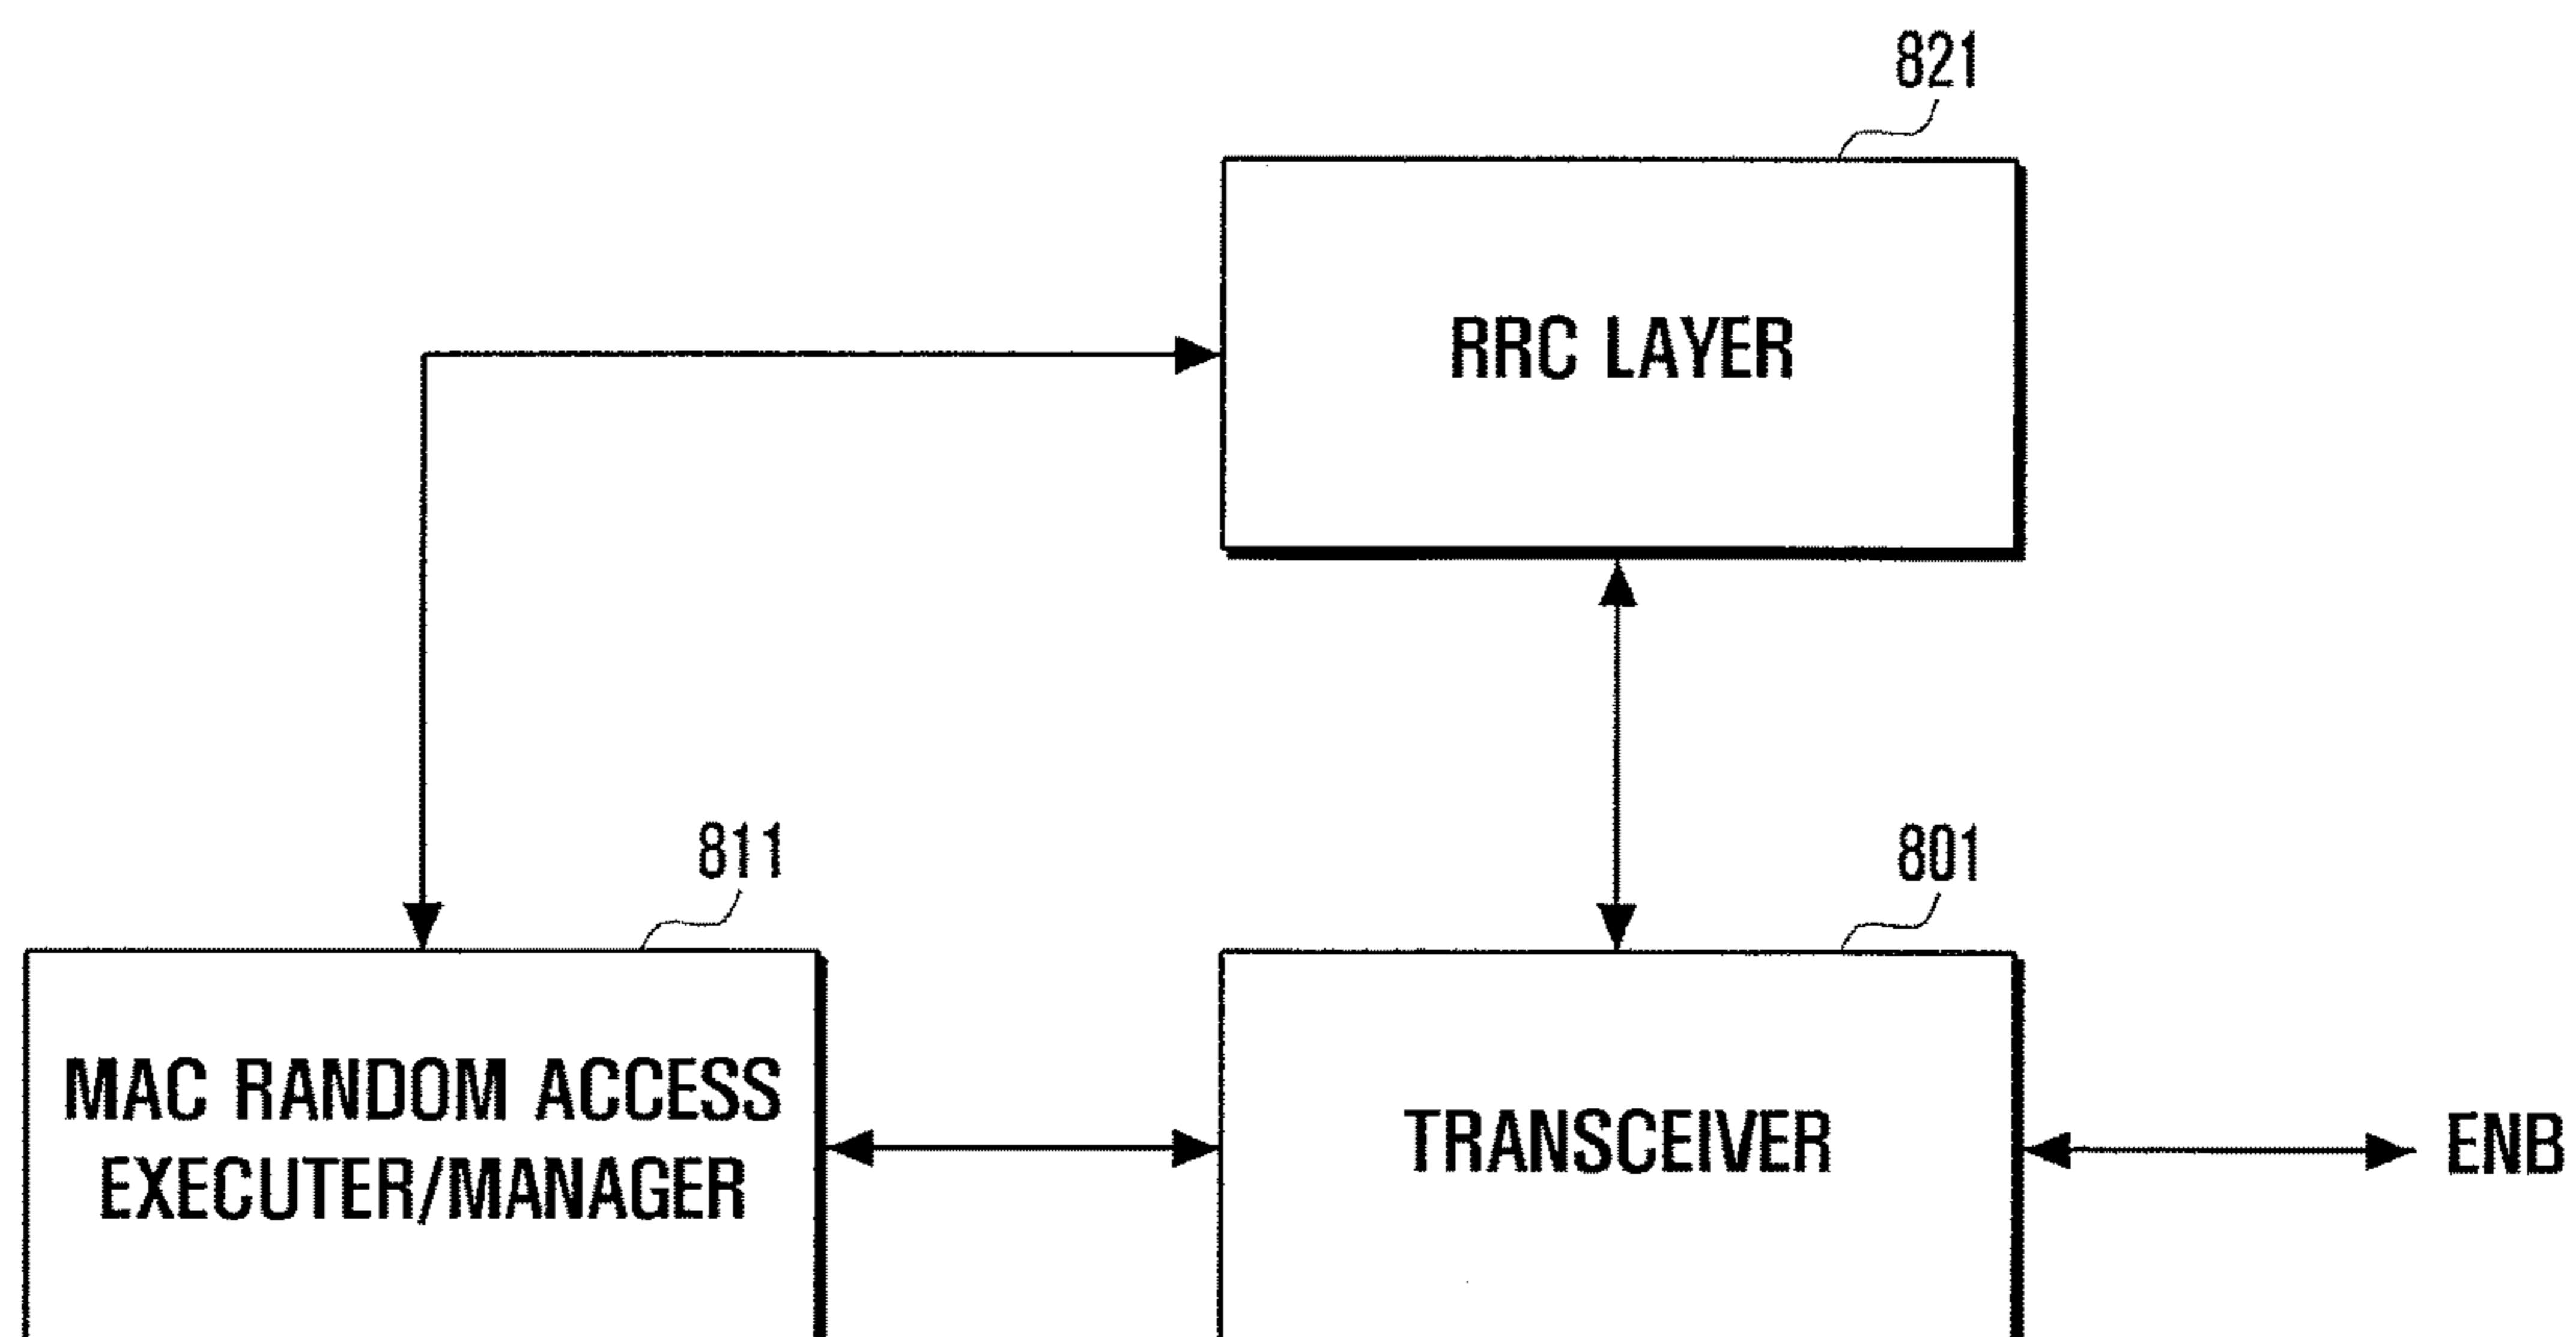 821
RRC LAYER
811
801
MAC RANDOM ACCESS
EXECUTER/MANAGER
TRANSCEIVER
ENB